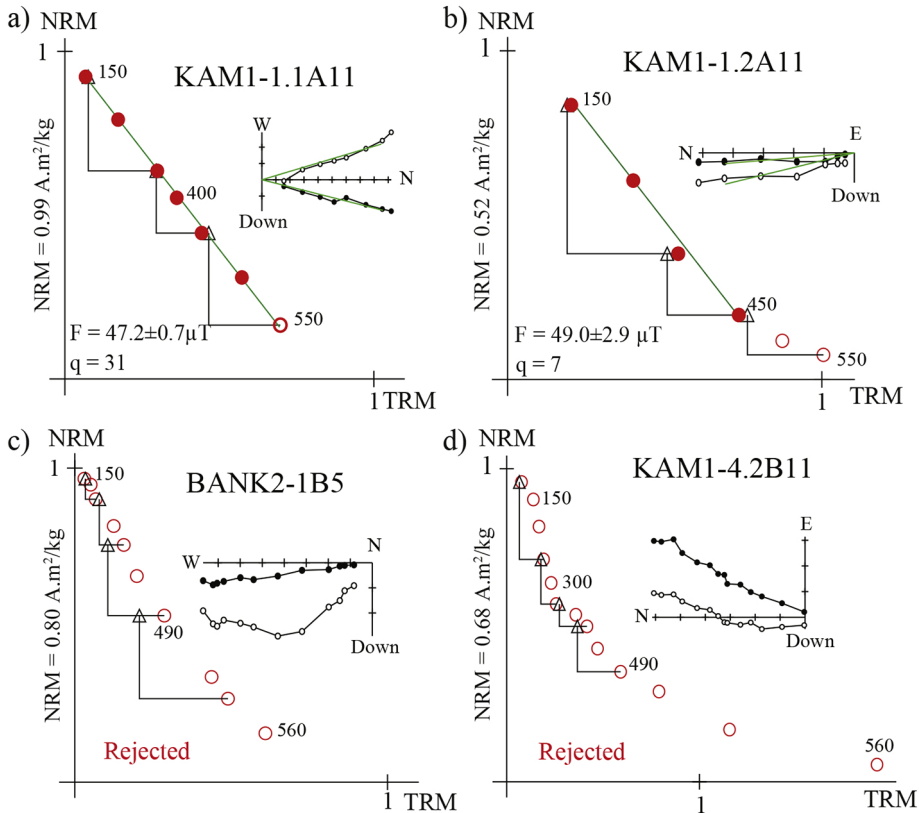 a)
NRM
1
KAM1-1.1A11
150
400
550
W
N
Down
NRM = 0.99 A.m²/kg
F = 47.2±0.7µT
q = 31
1
TRM
b)
NRM
1
KAM1-1.2A11
150
450
550
E
N
Down
NRM = 0.52 A.m²/kg
F = 49.0±2.9 µT
q = 7
1
TRM
c)
NRM
1
BANK2-1B5
150
490
560
W
N
Down
NRM = 0.80 A.m²/kg
Rejected
1
TRM
d)
NRM
1
KAM1-4.2B11
150
300
490
560
E
N
Down
NRM = 0.68 A.m²/kg
Rejected
1
TRM